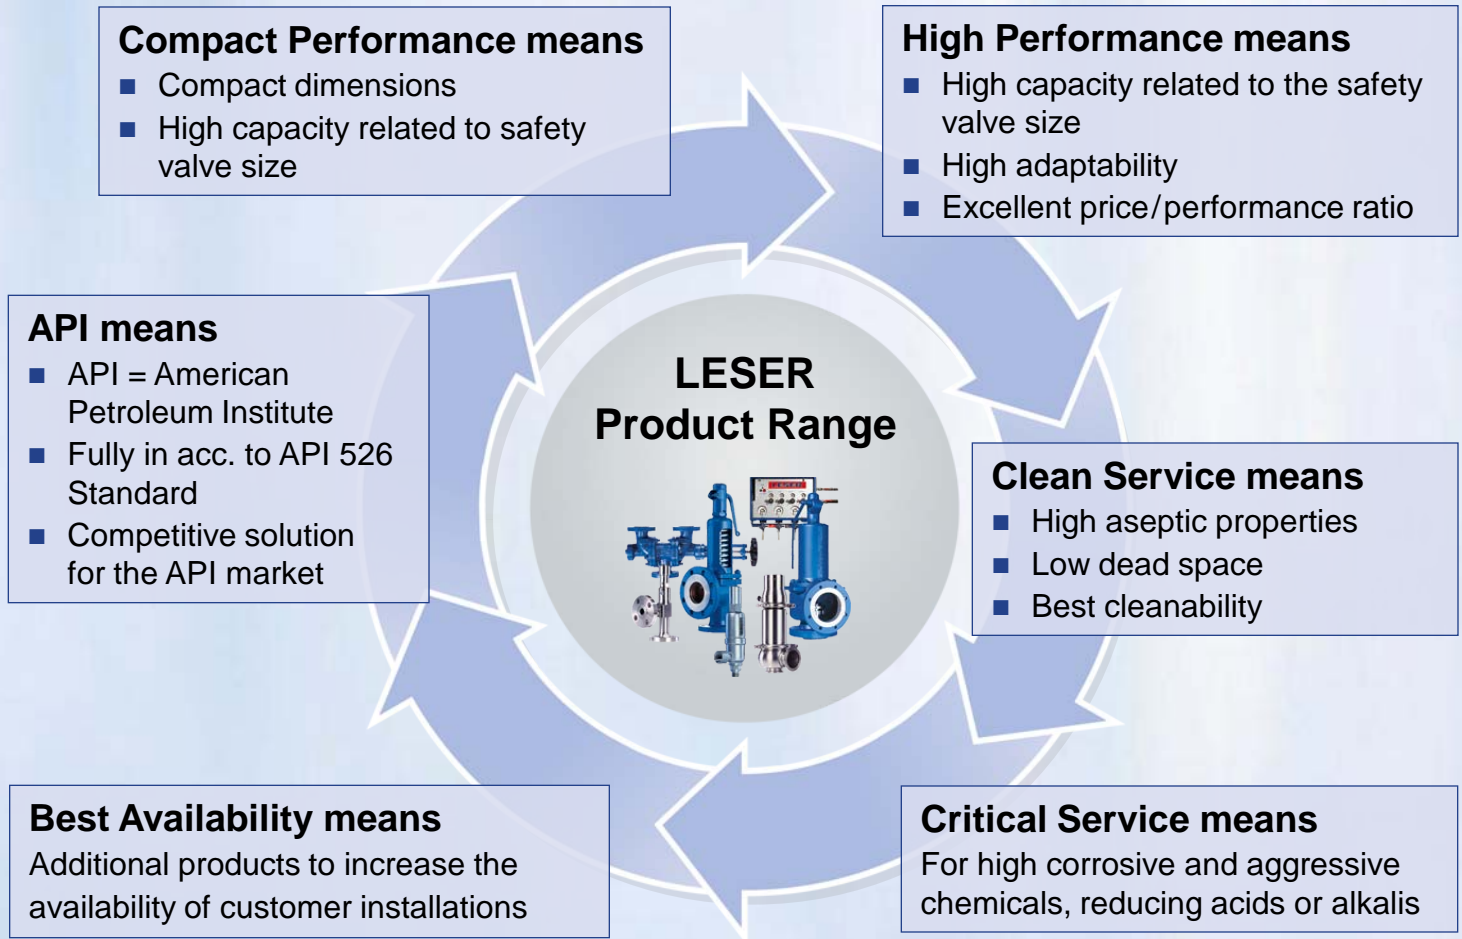 Compact Performance means
■ Compact dimensions
■ High capacity related to safety
valve size
High Performance means
■ High capacity related to the safety
valve size
■ High adaptability
■ Excellent price/performance ratio
API means
■ API = American
Petroleum Institute
■ Fully in acc. to API 526
Standard
■ Competitive solution
for the API market
LESER
Product Range
Clean Service means
■ High aseptic properties
■ Low dead space
■ Best cleanability
Best Availability means
Additional products to increase the
availability of customer installations
Critical Service means
For high corrosive and aggressive
chemicals, reducing acids or alkalis